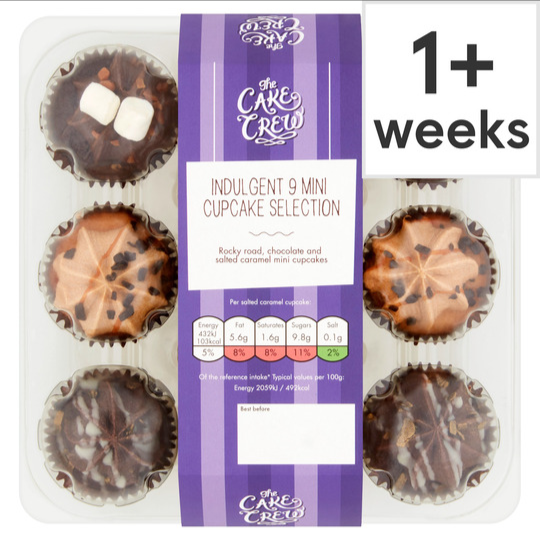 The
CAKE
CREW
1+
weeks
The
CAKE
CREW
INDULGENT 9 MINI
CUPCAKE SELECTION
Rocky road, chocolate and
salted caramel mini cupcakes
Per salted caramel cupcake:
Energy Fat Saturates Sugars Salt
432kJ
103kcal 5.6g 1.6g 9.8g 0.1g
5% 8% 8% 11% 2%
Of the reference intake* Typical values per 100g:
Energy 2059kJ / 492kcal
Best before
The
CAKE
CREW